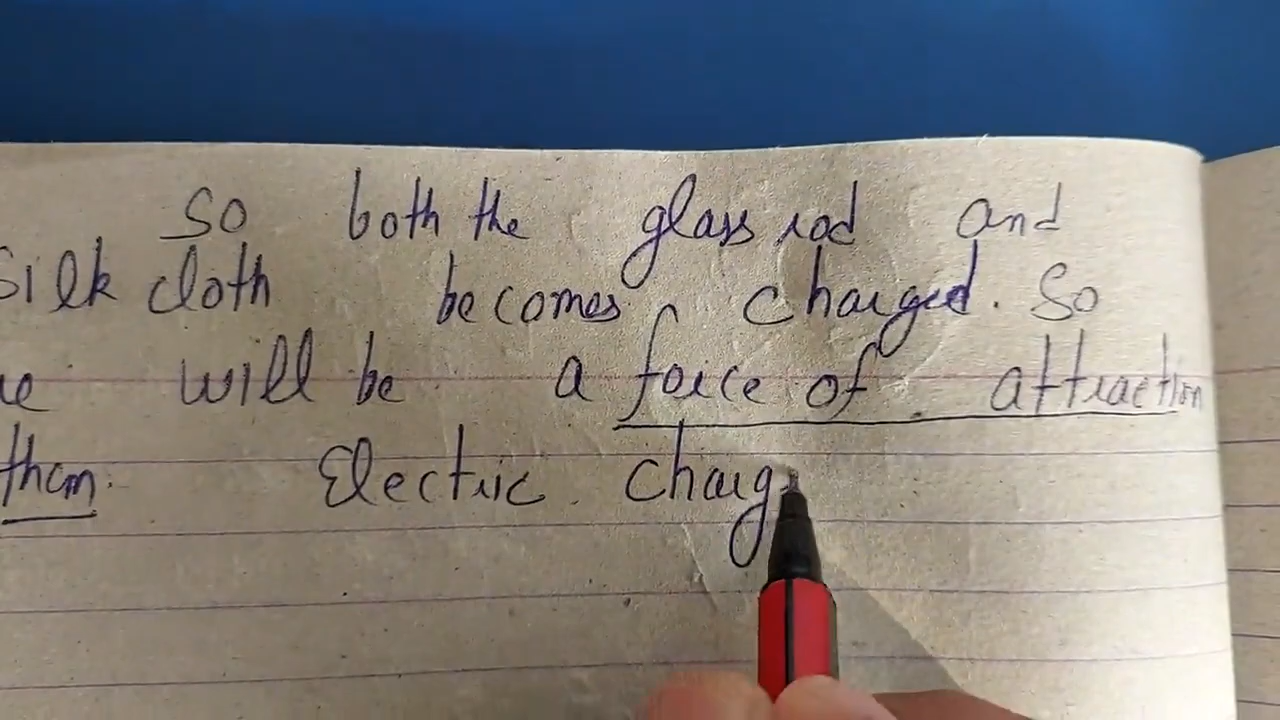 So both the glass rod and
Silk cloth becomes charged. So
will be a force of attraction
them. Electric charg